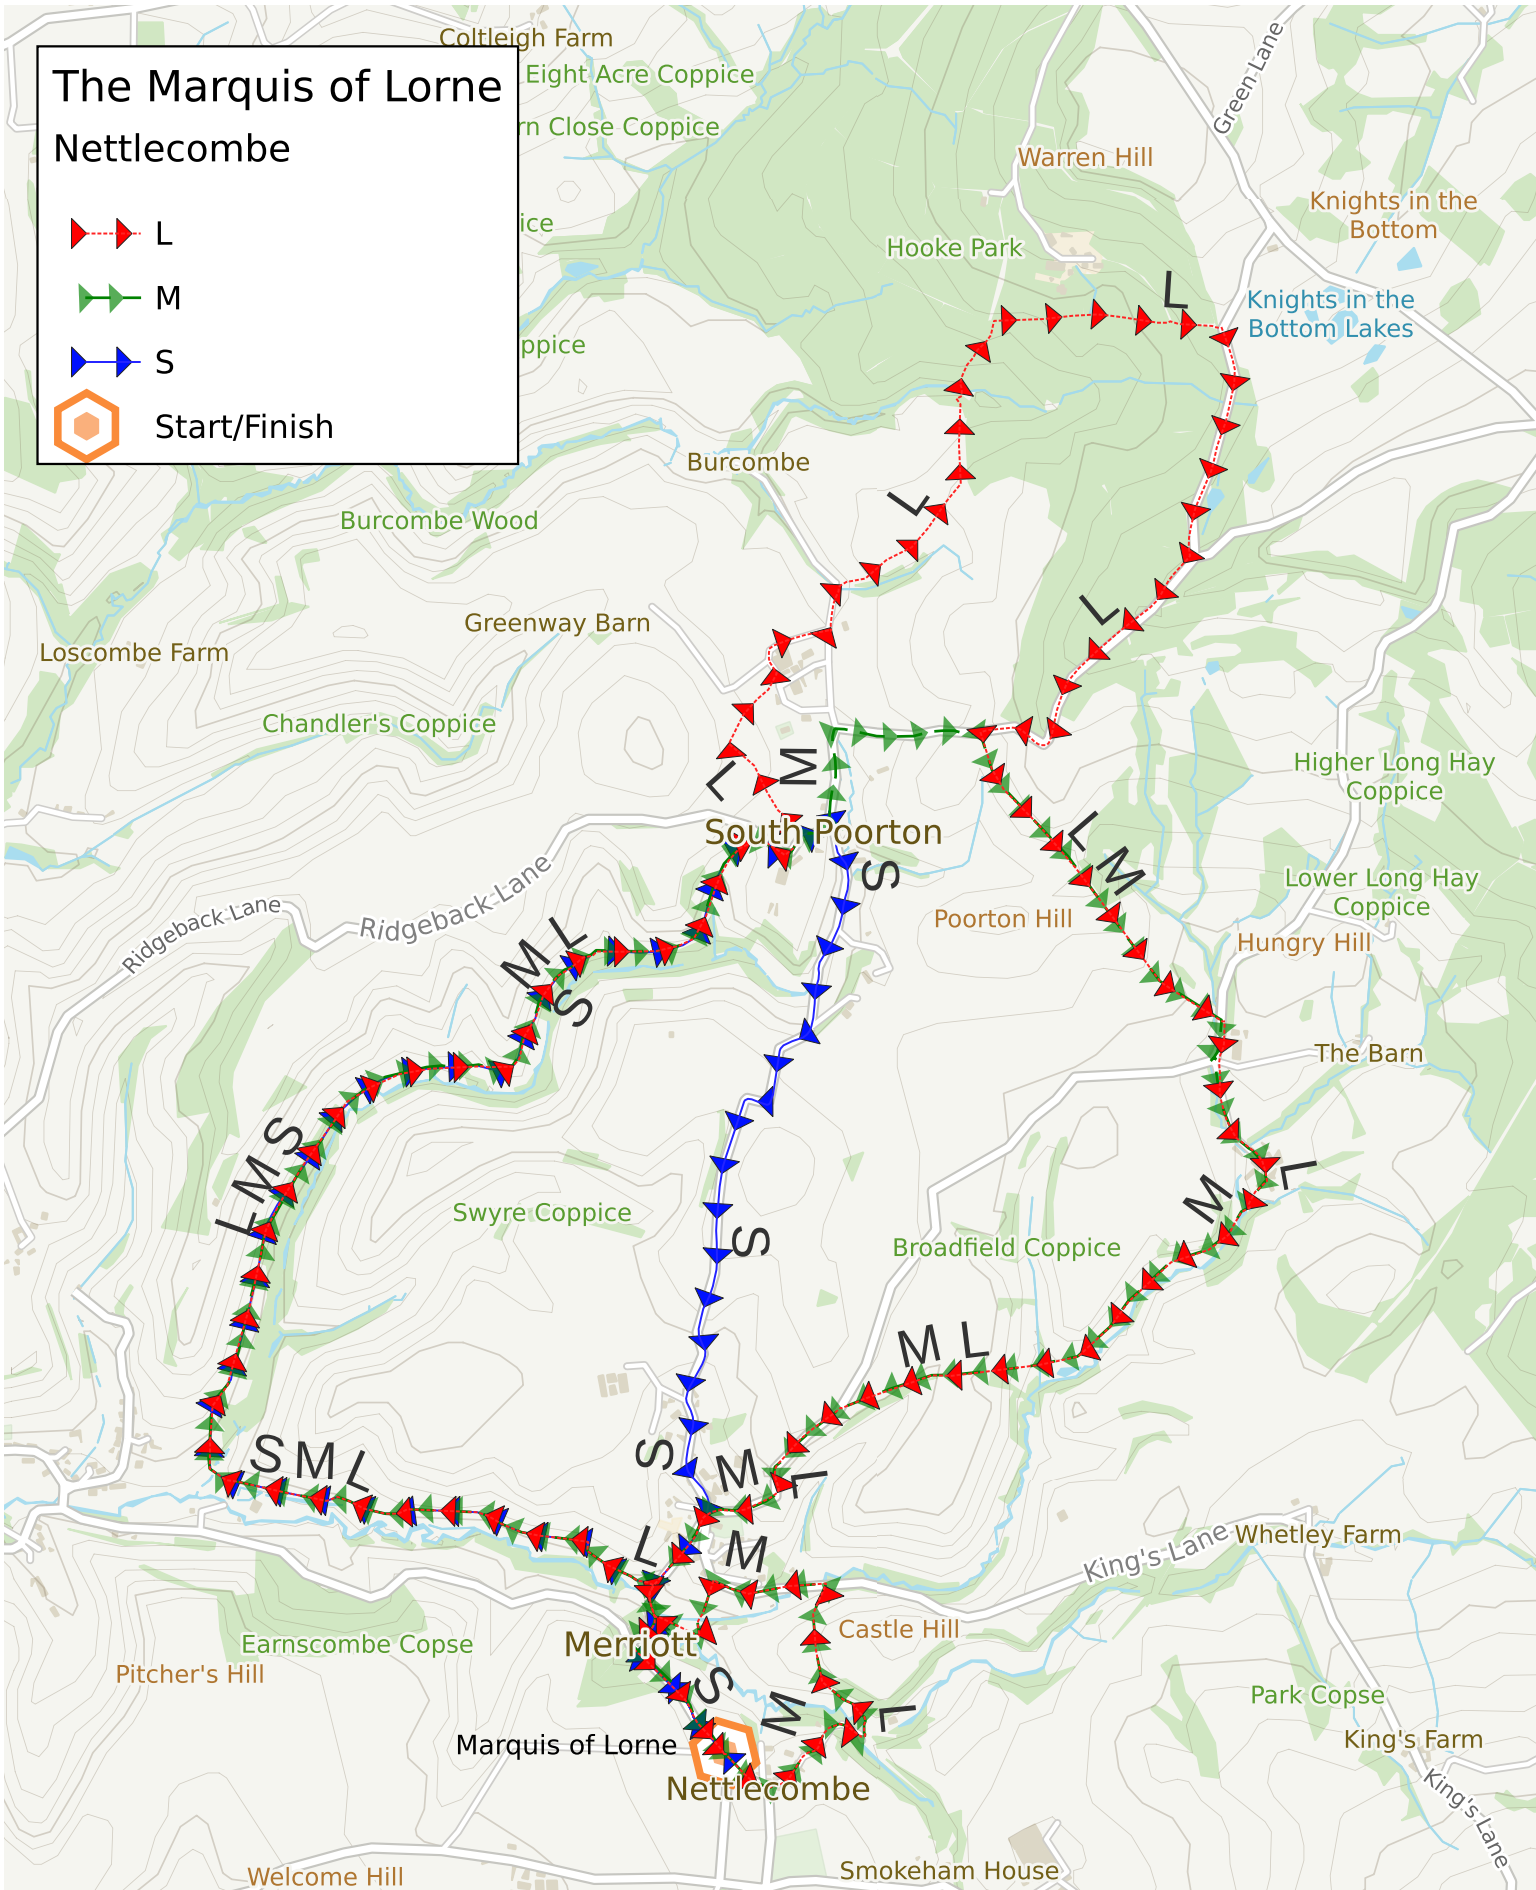 Coltleigh Farm
The Marquis of Lorne
Nettlecombe
L
M
S
Start/Finish
Eight Acre Coppice
rn Close Coppice
ice
ppice
Green Lane
Warren Hill
Knights in the
Bottom
Hooke Park
L
Knights in the
Bottom Lakes
Burcombe
L
Burcombe Wood
L
Greenway Barn
Loscombe Farm
Chandler's Coppice
M
L
Higher Long Hay
Coppice
South Poorton
L M
S
Ridgeback Lane
Ridgeback Lane
Lower Long Hay
Coppice
Poorton Hill
Hungry Hill
M L
S
The Barn
L M S
L
M
Swyre Coppice
S
Broadfield Coppice
M L
S M L
S
M
L
L
M
King's Lane
Whetley Farm
Castle Hill
Earnscombe Copse
Merriott
Pitcher's Hill
S
M
L
Park Copse
Marquis of Lorne
King's Farm
Nettlecombe
King's Lane
Welcome Hill
Smokeham House